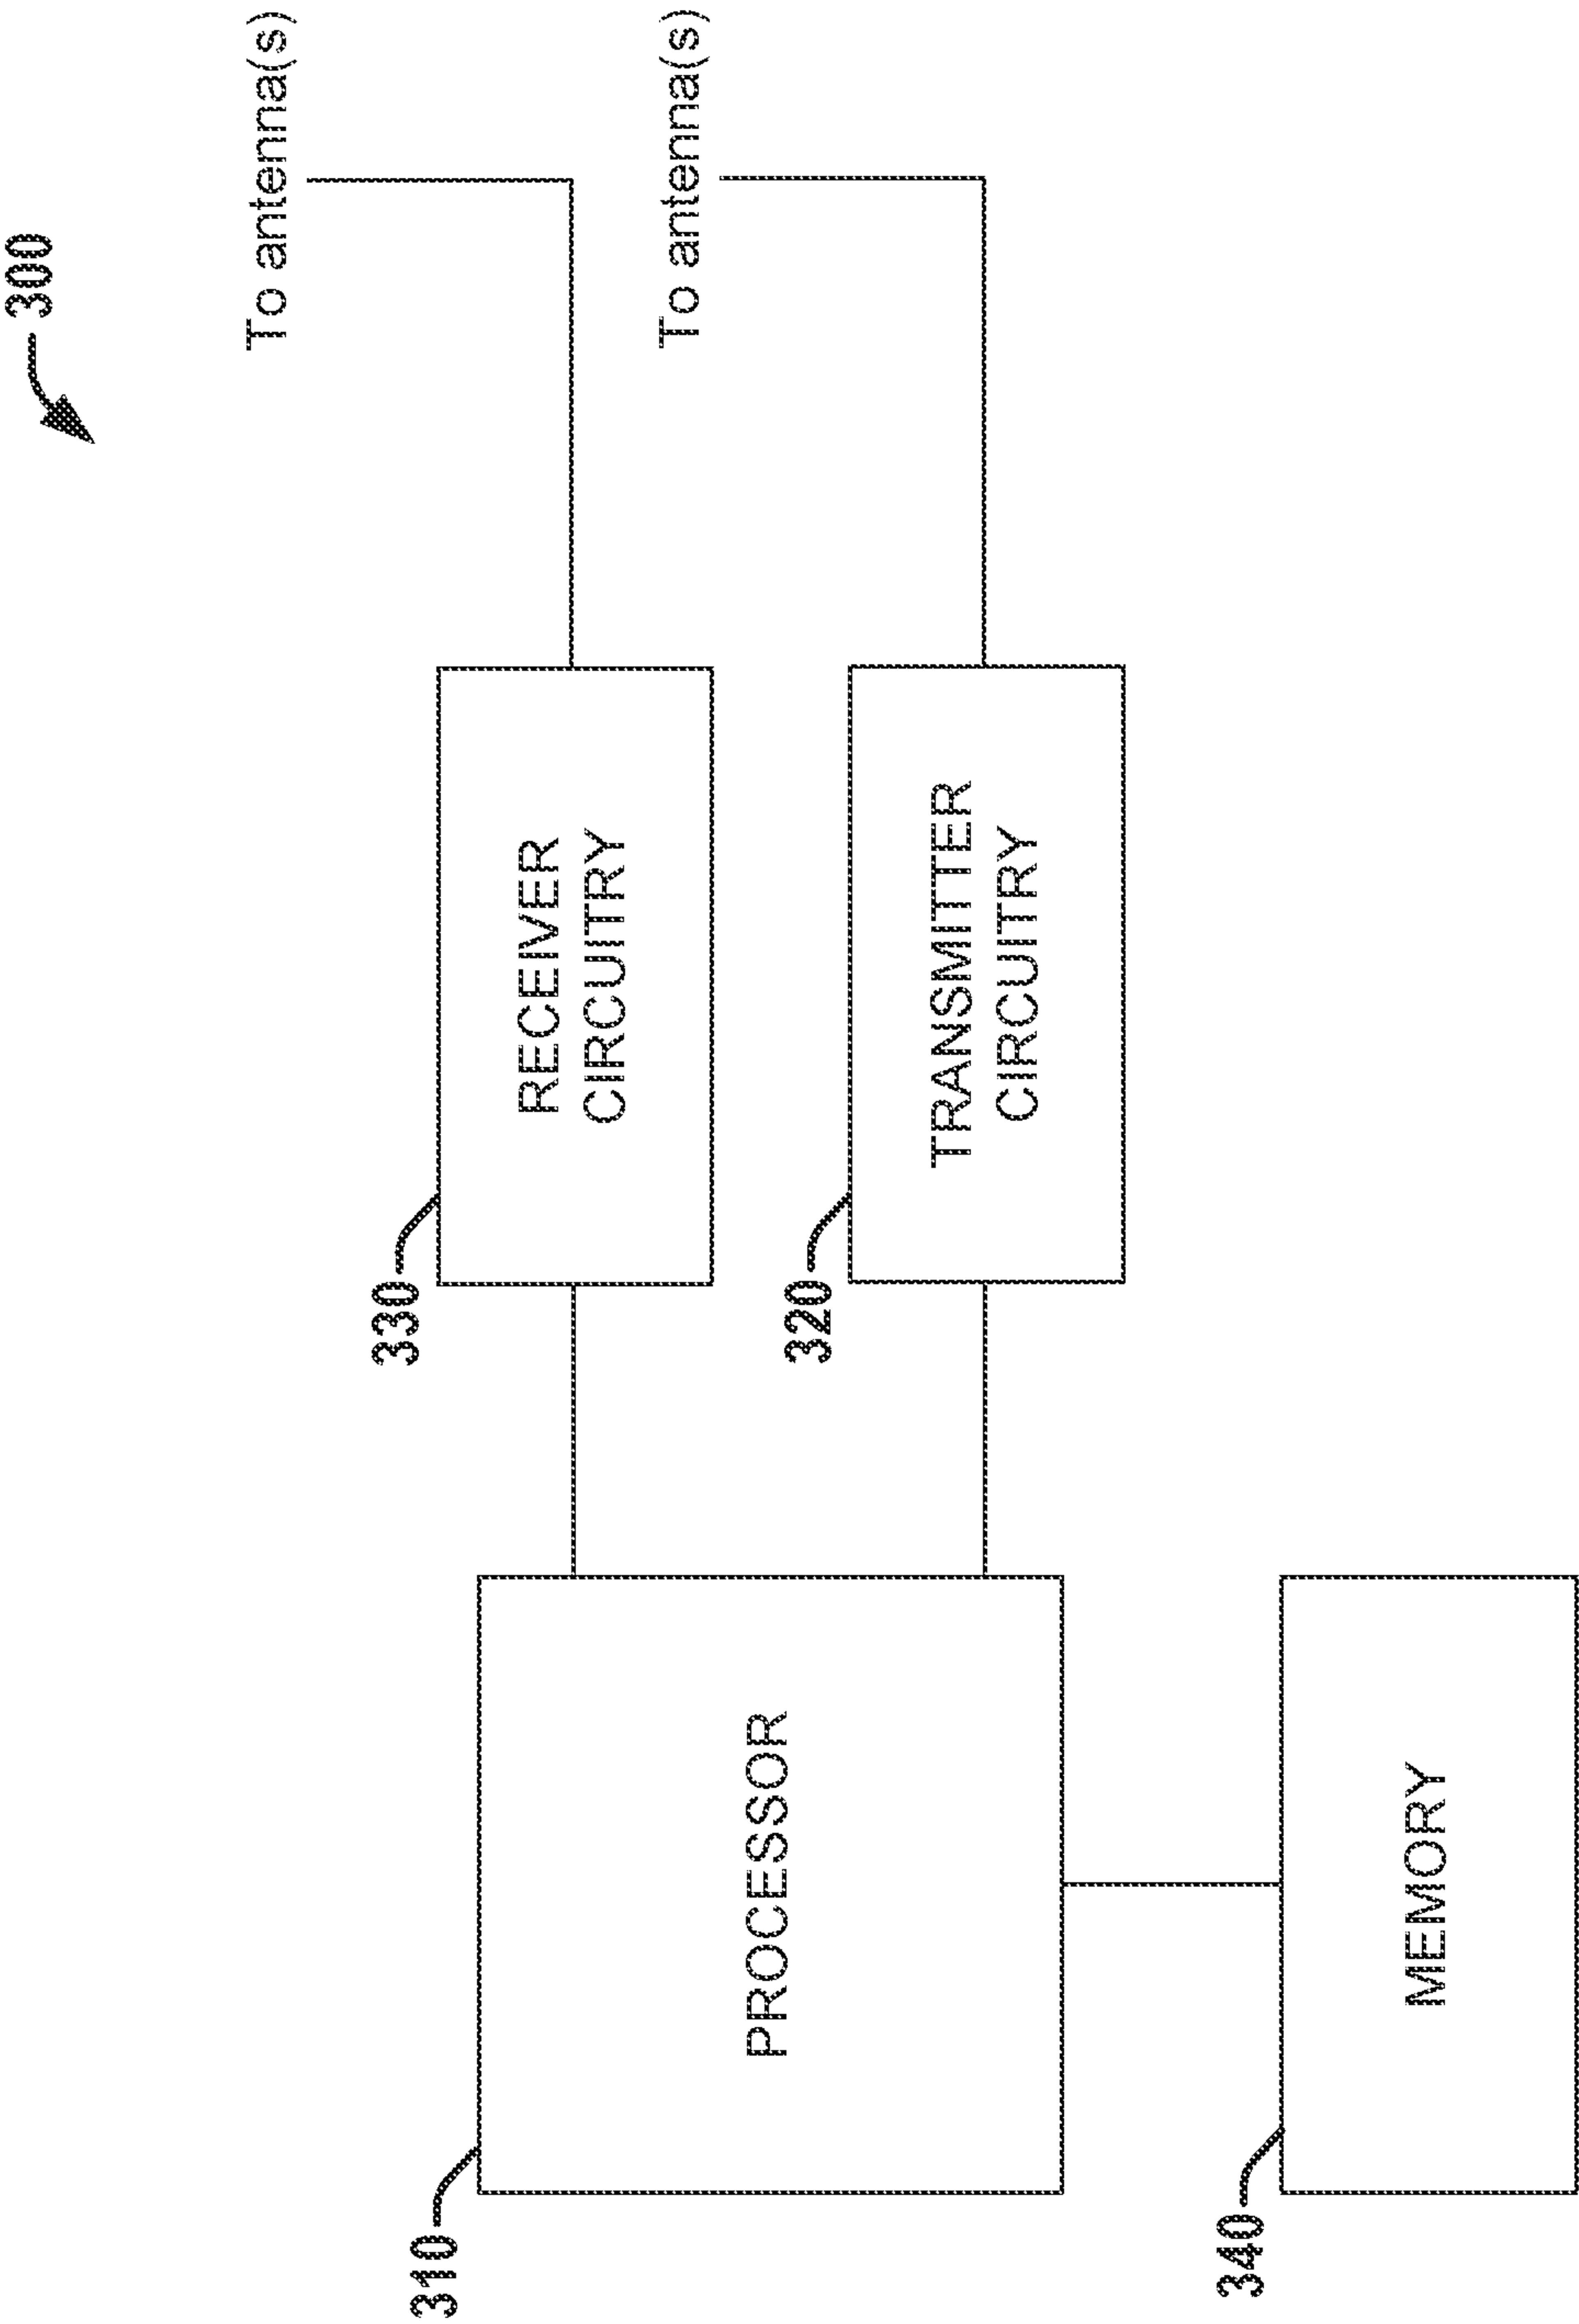 300
To antenna(s)
330
RECEIVER
CIRCUITRY
To antenna(s)
320
TRANSMITTER
CIRCUITRY
310
PROCESSOR
340
MEMORY